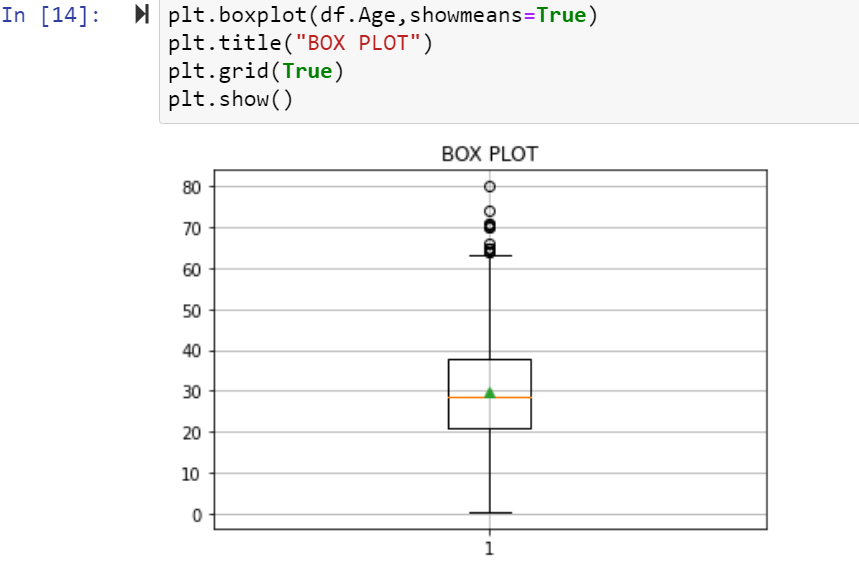 In [14]:
plt.boxplot(df.Age,showmeans=True)
plt.title("BOX PLOT")
plt.grid(True)
plt.show()
BOX PLOT
80
70
60
50
40
30
20
10
0
1